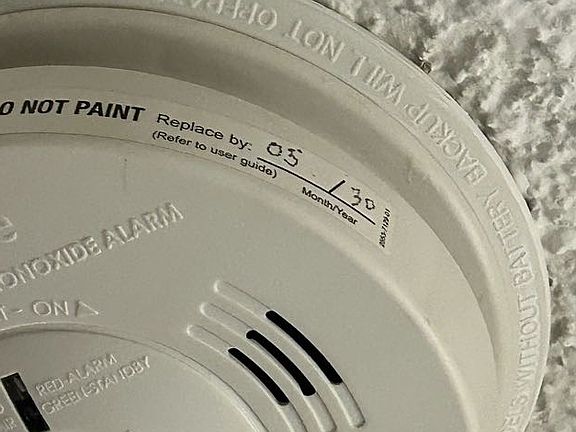 BACKUP WILL NOT OPERA
WITHOUT BATTERY
O NOT PAINT
Replace by: 05 / 30
(Refer to user guide)
Month/Year
ONOXIDE ALARM
T - ON
RED-ALARM
GREEN-STANDBY